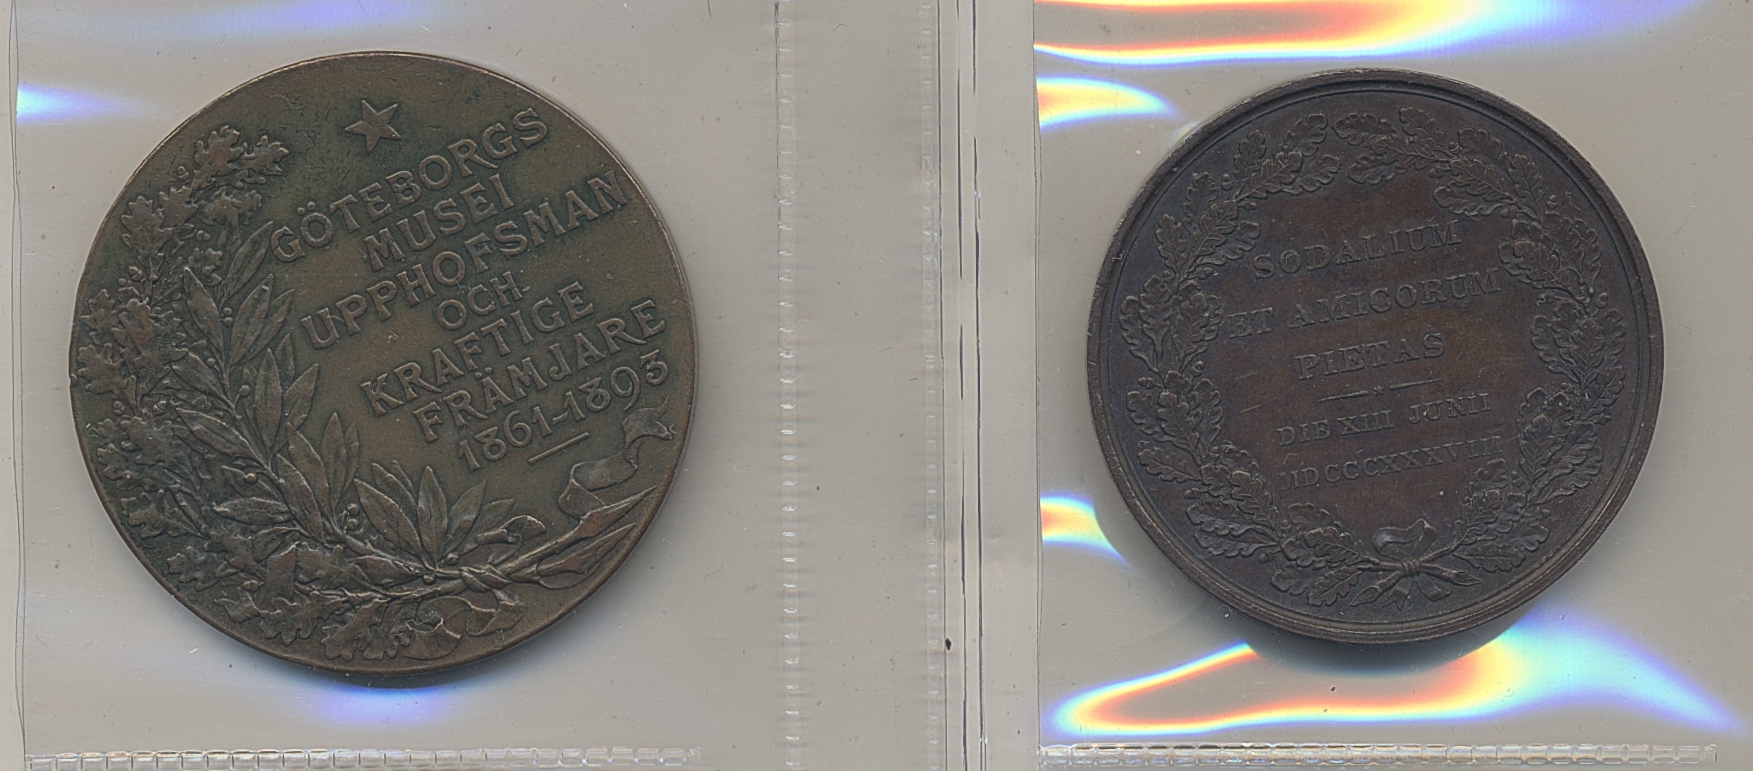 GÖTEBORGS
MUSEI
UPPHOFSMAN
OCH
KRAFTIGE
FRÄMJARE
1861–1893
SODALIUM
ET AMICORUM
PIETAS
DIE XIII JUNII
MDCCCXXXVIII